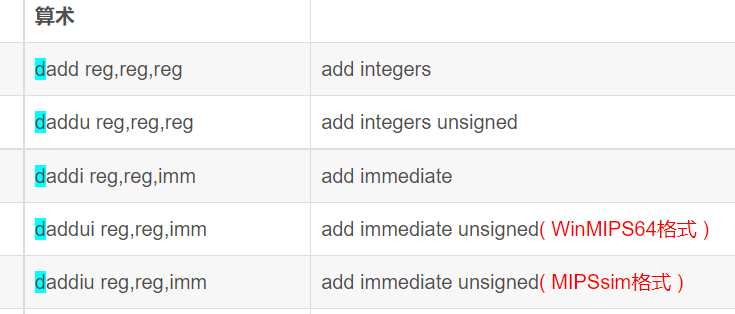 算术
dadd reg,reg,reg add integers
daddu reg,reg,reg add integers unsigned
daddi reg,reg,imm add immediate
daddui reg,reg,imm add immediate unsigned( WinMIPS64格式 )
daddiu reg,reg,imm add immediate unsigned( MIPSsim格式 )